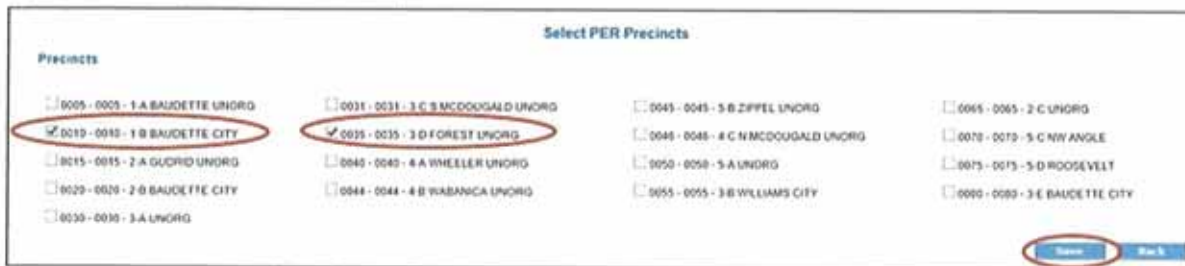 Select PER Precincts
Precincts
0005 - 0005 - 1-A BAUDETTE UNORG
0031 - 0031 - 3 C S MCDOUGALD UNORG
0045 - 0045 - 5 B ZIPPEL UNORG
0065 - 0065 - 2 C UNORG
0010 - 0010 - 1 B BAUDETTE CITY
0035 - 0035 - 3 D FOREST UNORG
0046 - 0046 - 4 C N MCDOUGALD UNORG
0070 - 0070 - 5 C NW ANGLE
0015 - 0015 - 2 A GUDRID UNORG
0040 - 0040 - 4-A WHEELER UNORG
0050 - 0050 - 5-A UNORG
0075 - 0075 - 5-D ROOSEVELT
0020 - 0020 - 2-B BAUDETTE CITY
0044 - 0044 - 4-B WABANICA UNORG
0055 - 0055 - 3-B WILLIAMS CITY
0080 - 0080 - 3 E BAUDETTE CITY
0030 - 0030 - 3-A UNORG
Save
Back